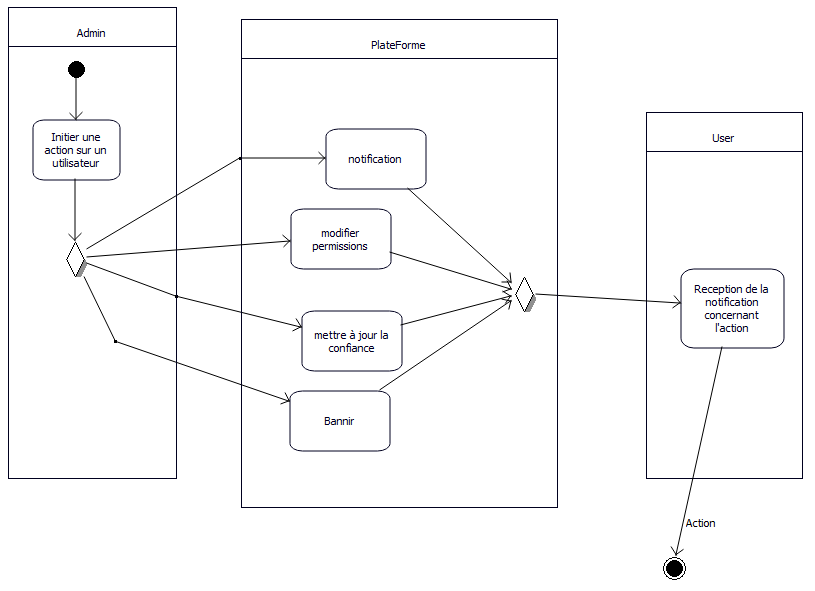 Admin
PlateForme
User
Initier une
action sur un
utilisateur
notification
modifier
permissions
mettre à jour la
confiance
Bannir
Reception de la
notification
concernant
l'action
Action